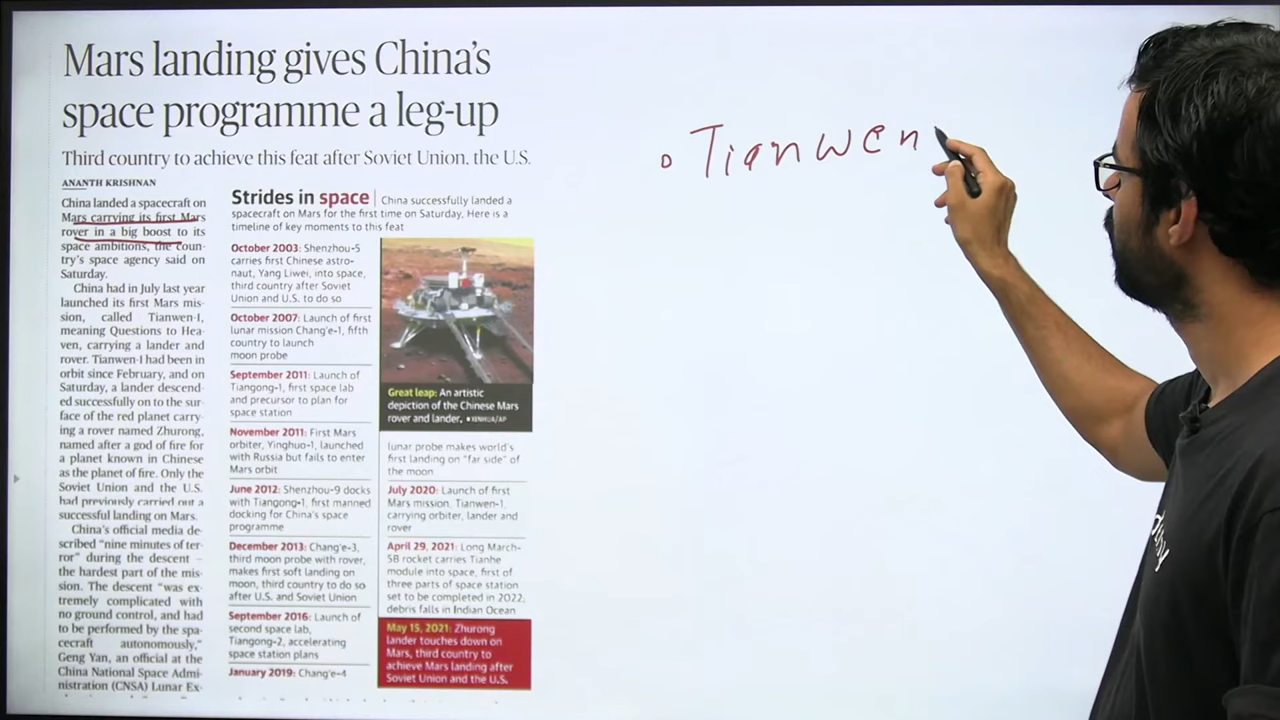 Mars landing gives China's
space programme a leg-up
Third country to achieve this feat after Soviet Union, the U.S.
ANANTH KRISHNAN
China landed a spacecraft on
Mars carrying its first Mars
rover in a big boost to its
space ambitions, the coun-
try's space agency said on
Saturday.
China had in July last year
launched its first Mars mis-
sion, called Tianwen-1,
meaning Questions to Hea-
ven, carrying a lander and
rover. Tianwen-1 had been in
orbit since February, and on
Saturday, a lander descend-
ed successfully on to the sur-
face of the red planet carry-
ing a rover named Zhurong,
named after a god of fire for
a planet known in Chinese
as the planet of fire. Only the
Soviet Union and the U.S.
had previously carried out a
successful landing on Mars.
China's official media de-
scribed "nine minutes of ter-
ror" during the descent –
the hardest part of the mis-
sion. The descent "was ex-
tremely complicated with
no ground control, and had
to be performed by the spa-
cecraft autonomously,"
Geng Yan, an official at the
China National Space Admi-
nistration (CNSA) Lunar Ex-
Strides in space | China successfully landed a
spacecraft on Mars for the first time on Saturday. Here is a
timeline of key moments to this feat
October 2003: Shenzhou-5
carries first Chinese astro-
naut, Yang Liwei, into space,
third country after Soviet
Union and U.S. to do so
October 2007: Launch of first
lunar mission Chang'e-1, fifth
country to launch
moon probe
September 2011: Launch of
Tiangong-1, first space lab
and precursor to plan for
space station
November 2011: First Mars
orbiter, Yinghuo-1, launched
with Russia but fails to enter
Mars orbit
June 2012: Shenzhou-9 docks
with Tiangong-1, first manned
docking for China's space
programme
December 2013: Chang'e-3,
third moon probe with rover,
makes first soft landing on
moon, third country to do so
after U.S. and Soviet Union
September 2016: Launch of
second space lab,
Tiangong-2, accelerating
space station plans
January 2019: Chang'e-4
Great leap: An artistic
depiction of the Chinese Mars
rover and lander. • XINHUA/AP
lunar probe makes world's
first landing on "far side" of
the moon
July 2020: Launch of first
Mars mission, Tianwen-1,
carrying orbiter, lander and
rover
April 29, 2021: Long March-
5B rocket carries Tianhe
module into space, first of
three parts of space station
set to be completed in 2022,
debris falls in Indian Ocean
May 15, 2021: Zhurong
lander touches down on
Mars, third country to
achieve Mars landing after
Soviet Union and the U.S.
Tianwen